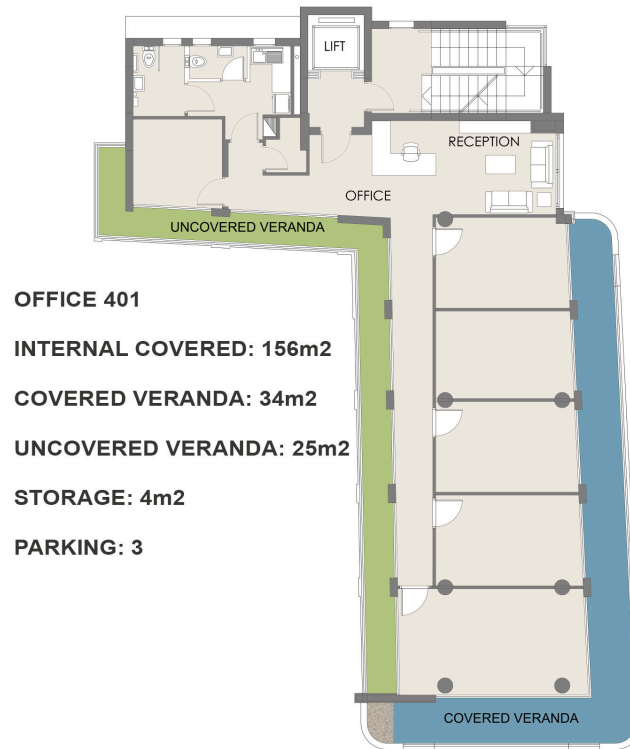 LIFT
RECEPTION
OFFICE
UNCOVERED VERANDA
OFFICE 401
INTERNAL COVERED: 156m2
COVERED VERANDA: 34m2
UNCOVERED VERANDA: 25m2
STORAGE: 4m2
PARKING: 3
COVERED VERANDA